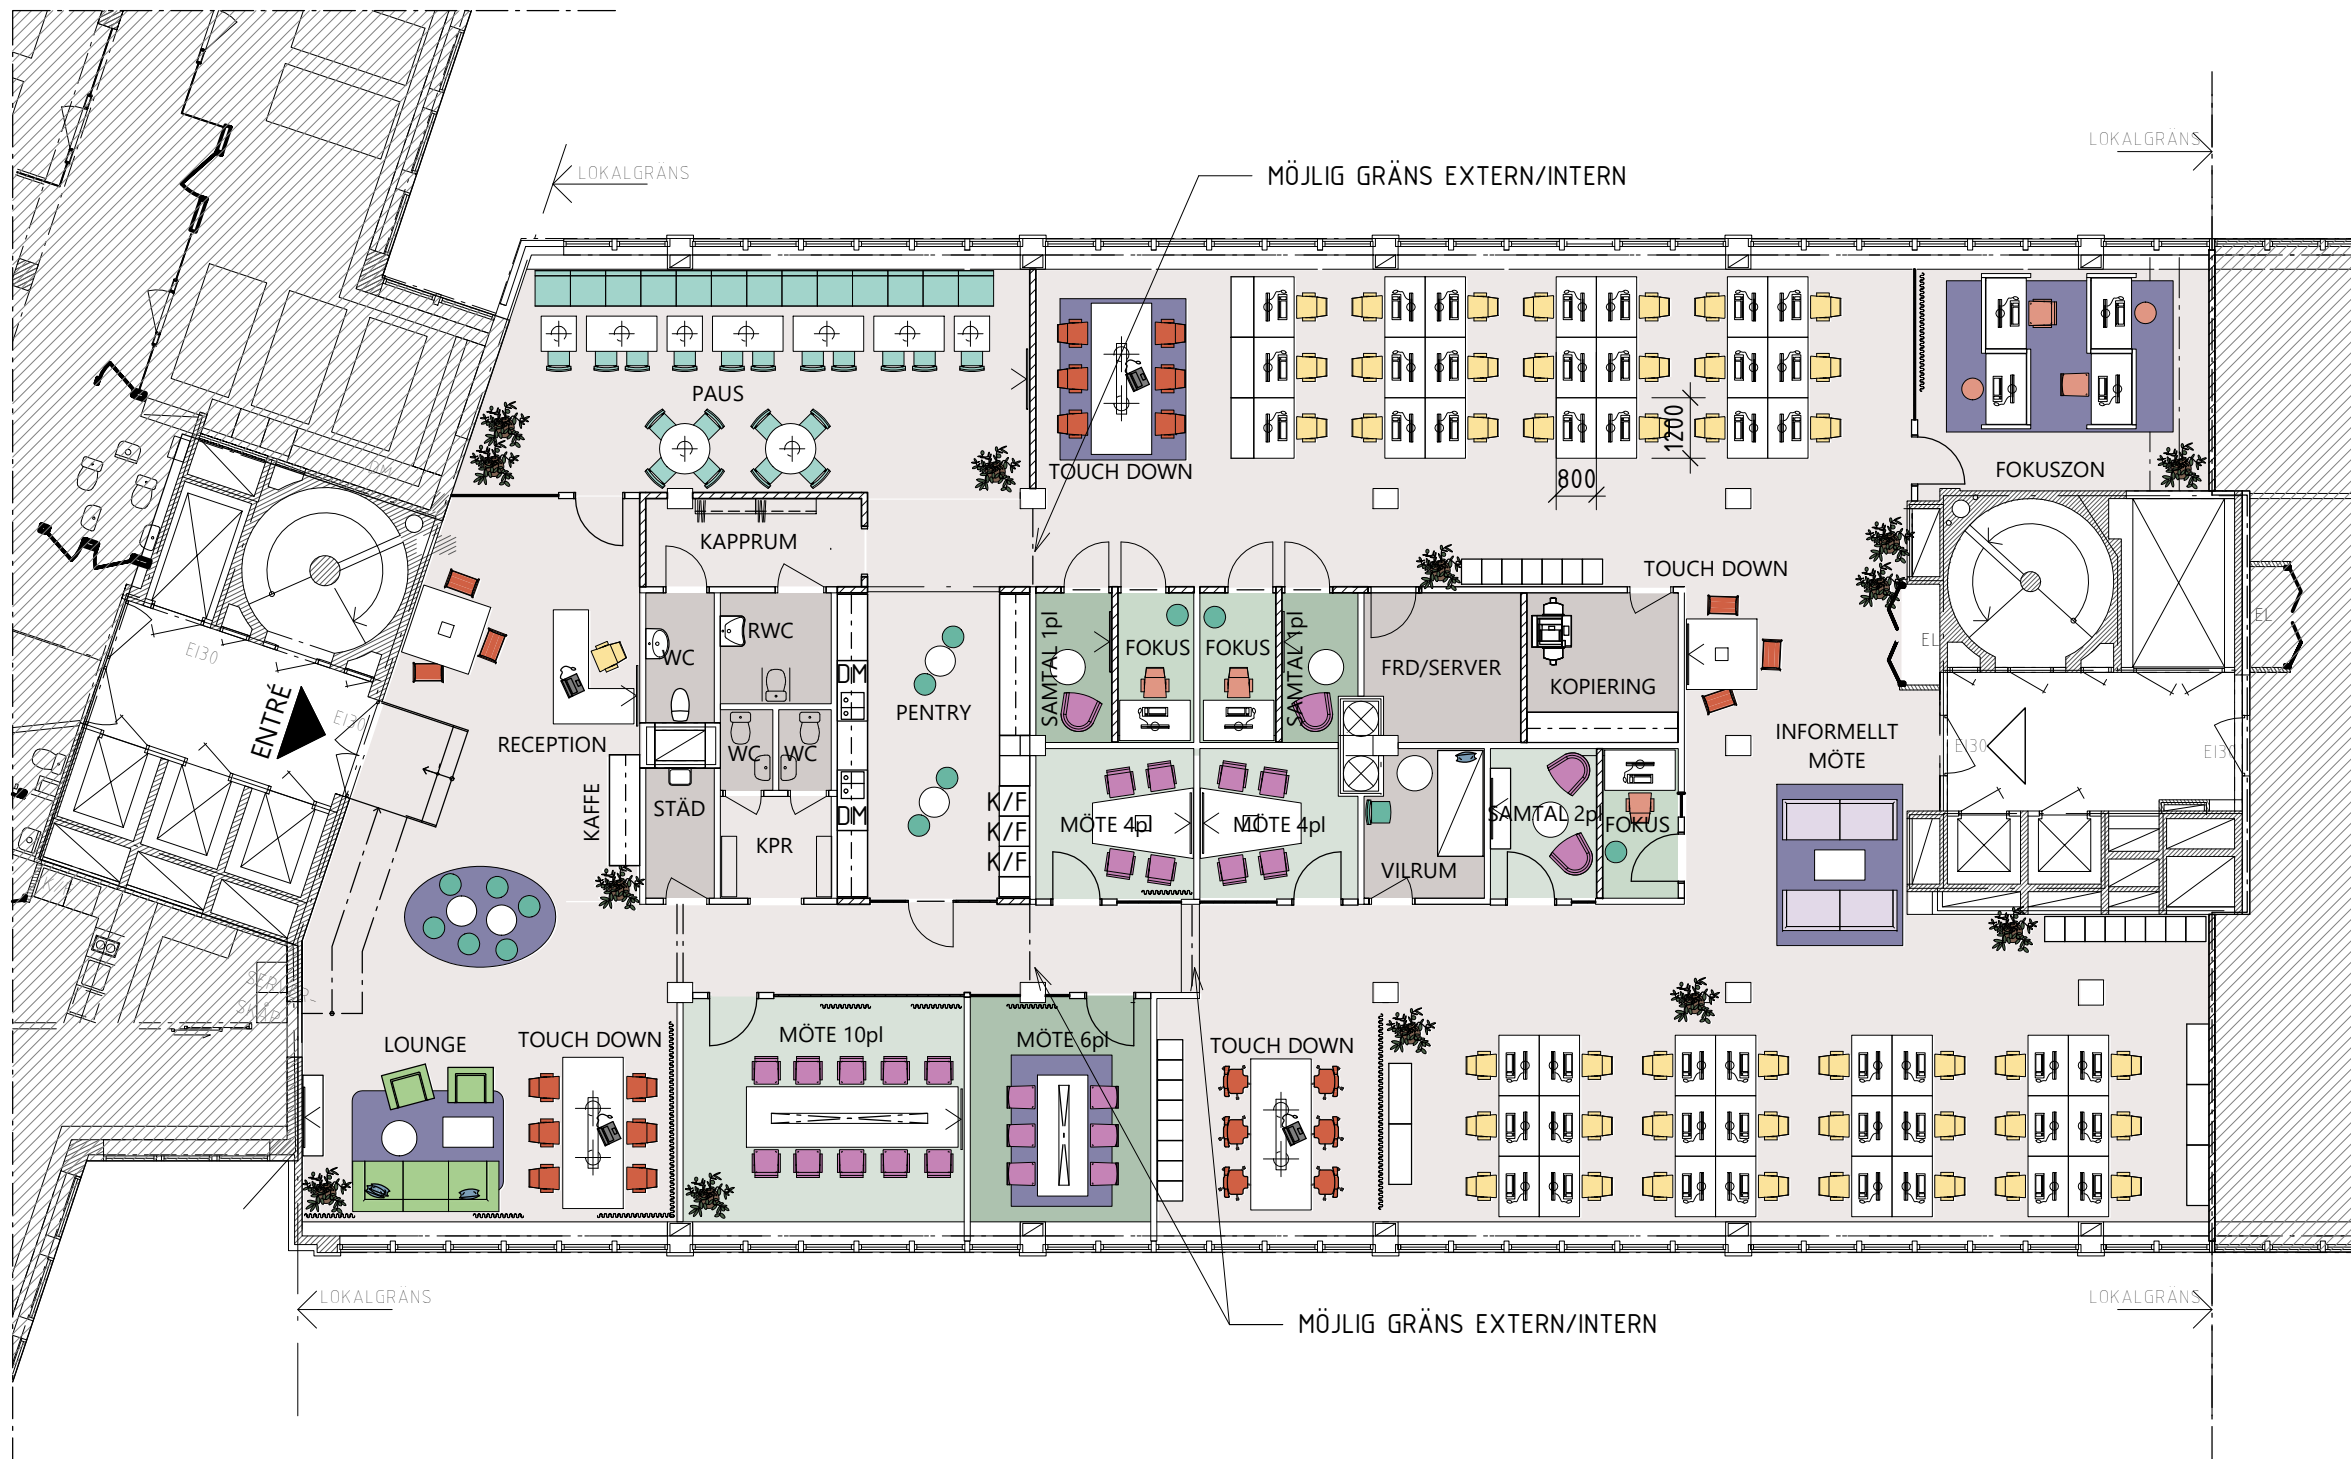 LOKALGRÄNS
LOKALGRÄNS
MÖJLIG GRÄNS EXTERN/INTERN
PAUS
TOUCH DOWN
1200
800
FOKUSZON
DM
KAPPRUM
TOUCH DOWN
ENTRÉ
EI30
EI30
RECEPTION
WC
RWC
WC
WC
DM
PENTRY
SAMTAL 1pl
FOKUS
FOKUS
SAMTAL 1pl
FRD/SERVER
KOPIERING
EL
EL
INFORMELLT
MÖTE
EI30
EI30
KAFFE
STÄD
KPR
DM
K/F
K/F
K/F
MÖTE 4pl
MÖTE 4pl
VILRUM
SAMTAL 2pl
FOKUS
SERVER-
SKÅP
LOUNGE
TOUCH DOWN
MÖTE 10pl
MÖTE 6pl
TOUCH DOWN
LOKALGRÄNS
LOKALGRÄNS
MÖJLIG GRÄNS EXTERN/INTERN